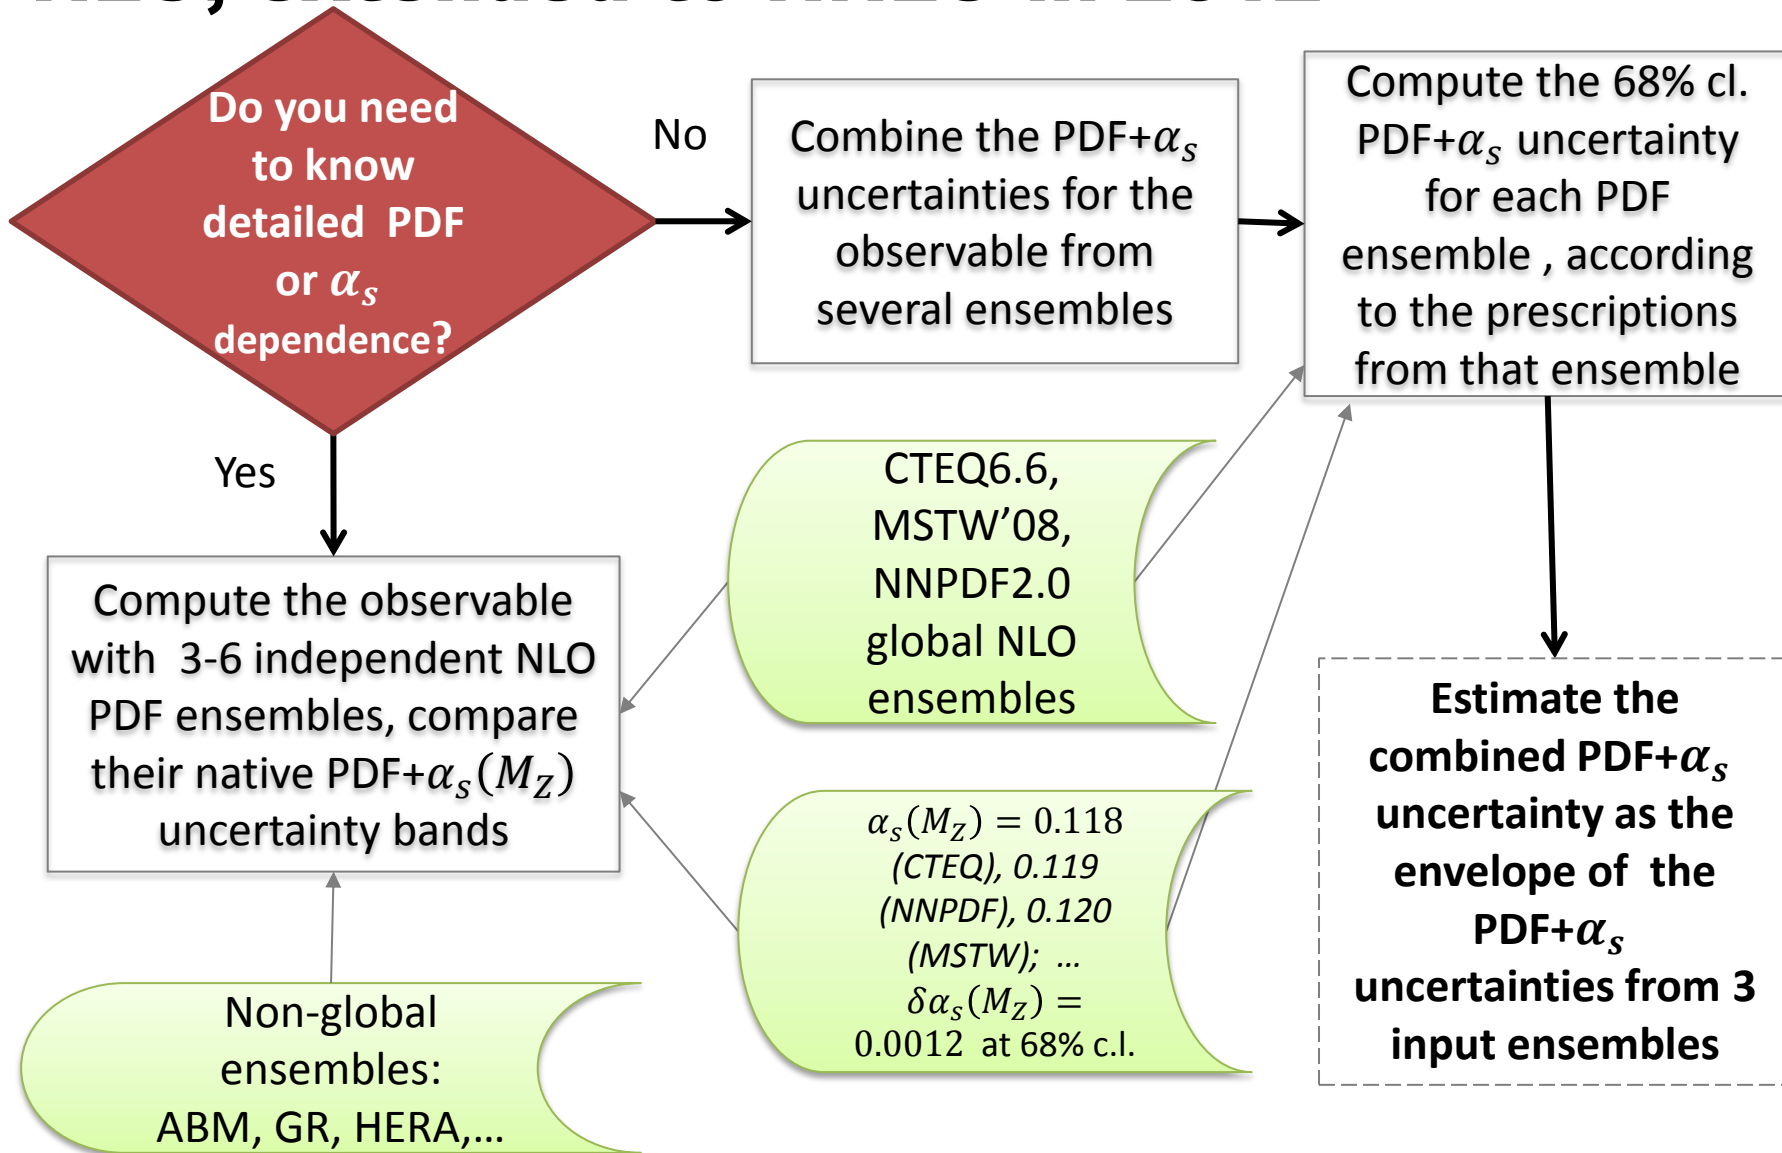 Do you need
to know
detailed PDF
or αₛ
dependence?
No
Yes
Combine the PDF+αₛ
uncertainties for the
observable from
several ensembles
Compute the 68% cl.
PDF+αₛ uncertainty
for each PDF
ensemble , according
to the prescriptions
from that ensemble
Compute the observable
with 3-6 independent NLO
PDF ensembles, compare
their native PDF+αₛ(M_Z)
uncertainty bands
CTEQ6.6,
MSTW’08,
NNPDF2.0
global NLO
ensembles
αₛ(M_Z) = 0.118
(CTEQ), 0.119
(NNPDF), 0.120
(MSTW); ...
δαₛ(M_Z) =
0.0012 at 68% c.l.
Non-global
ensembles:
ABM, GR, HERA,...
Estimate the
combined PDF+αₛ
uncertainty as the
envelope of the
PDF+αₛ
uncertainties from 3
input ensembles